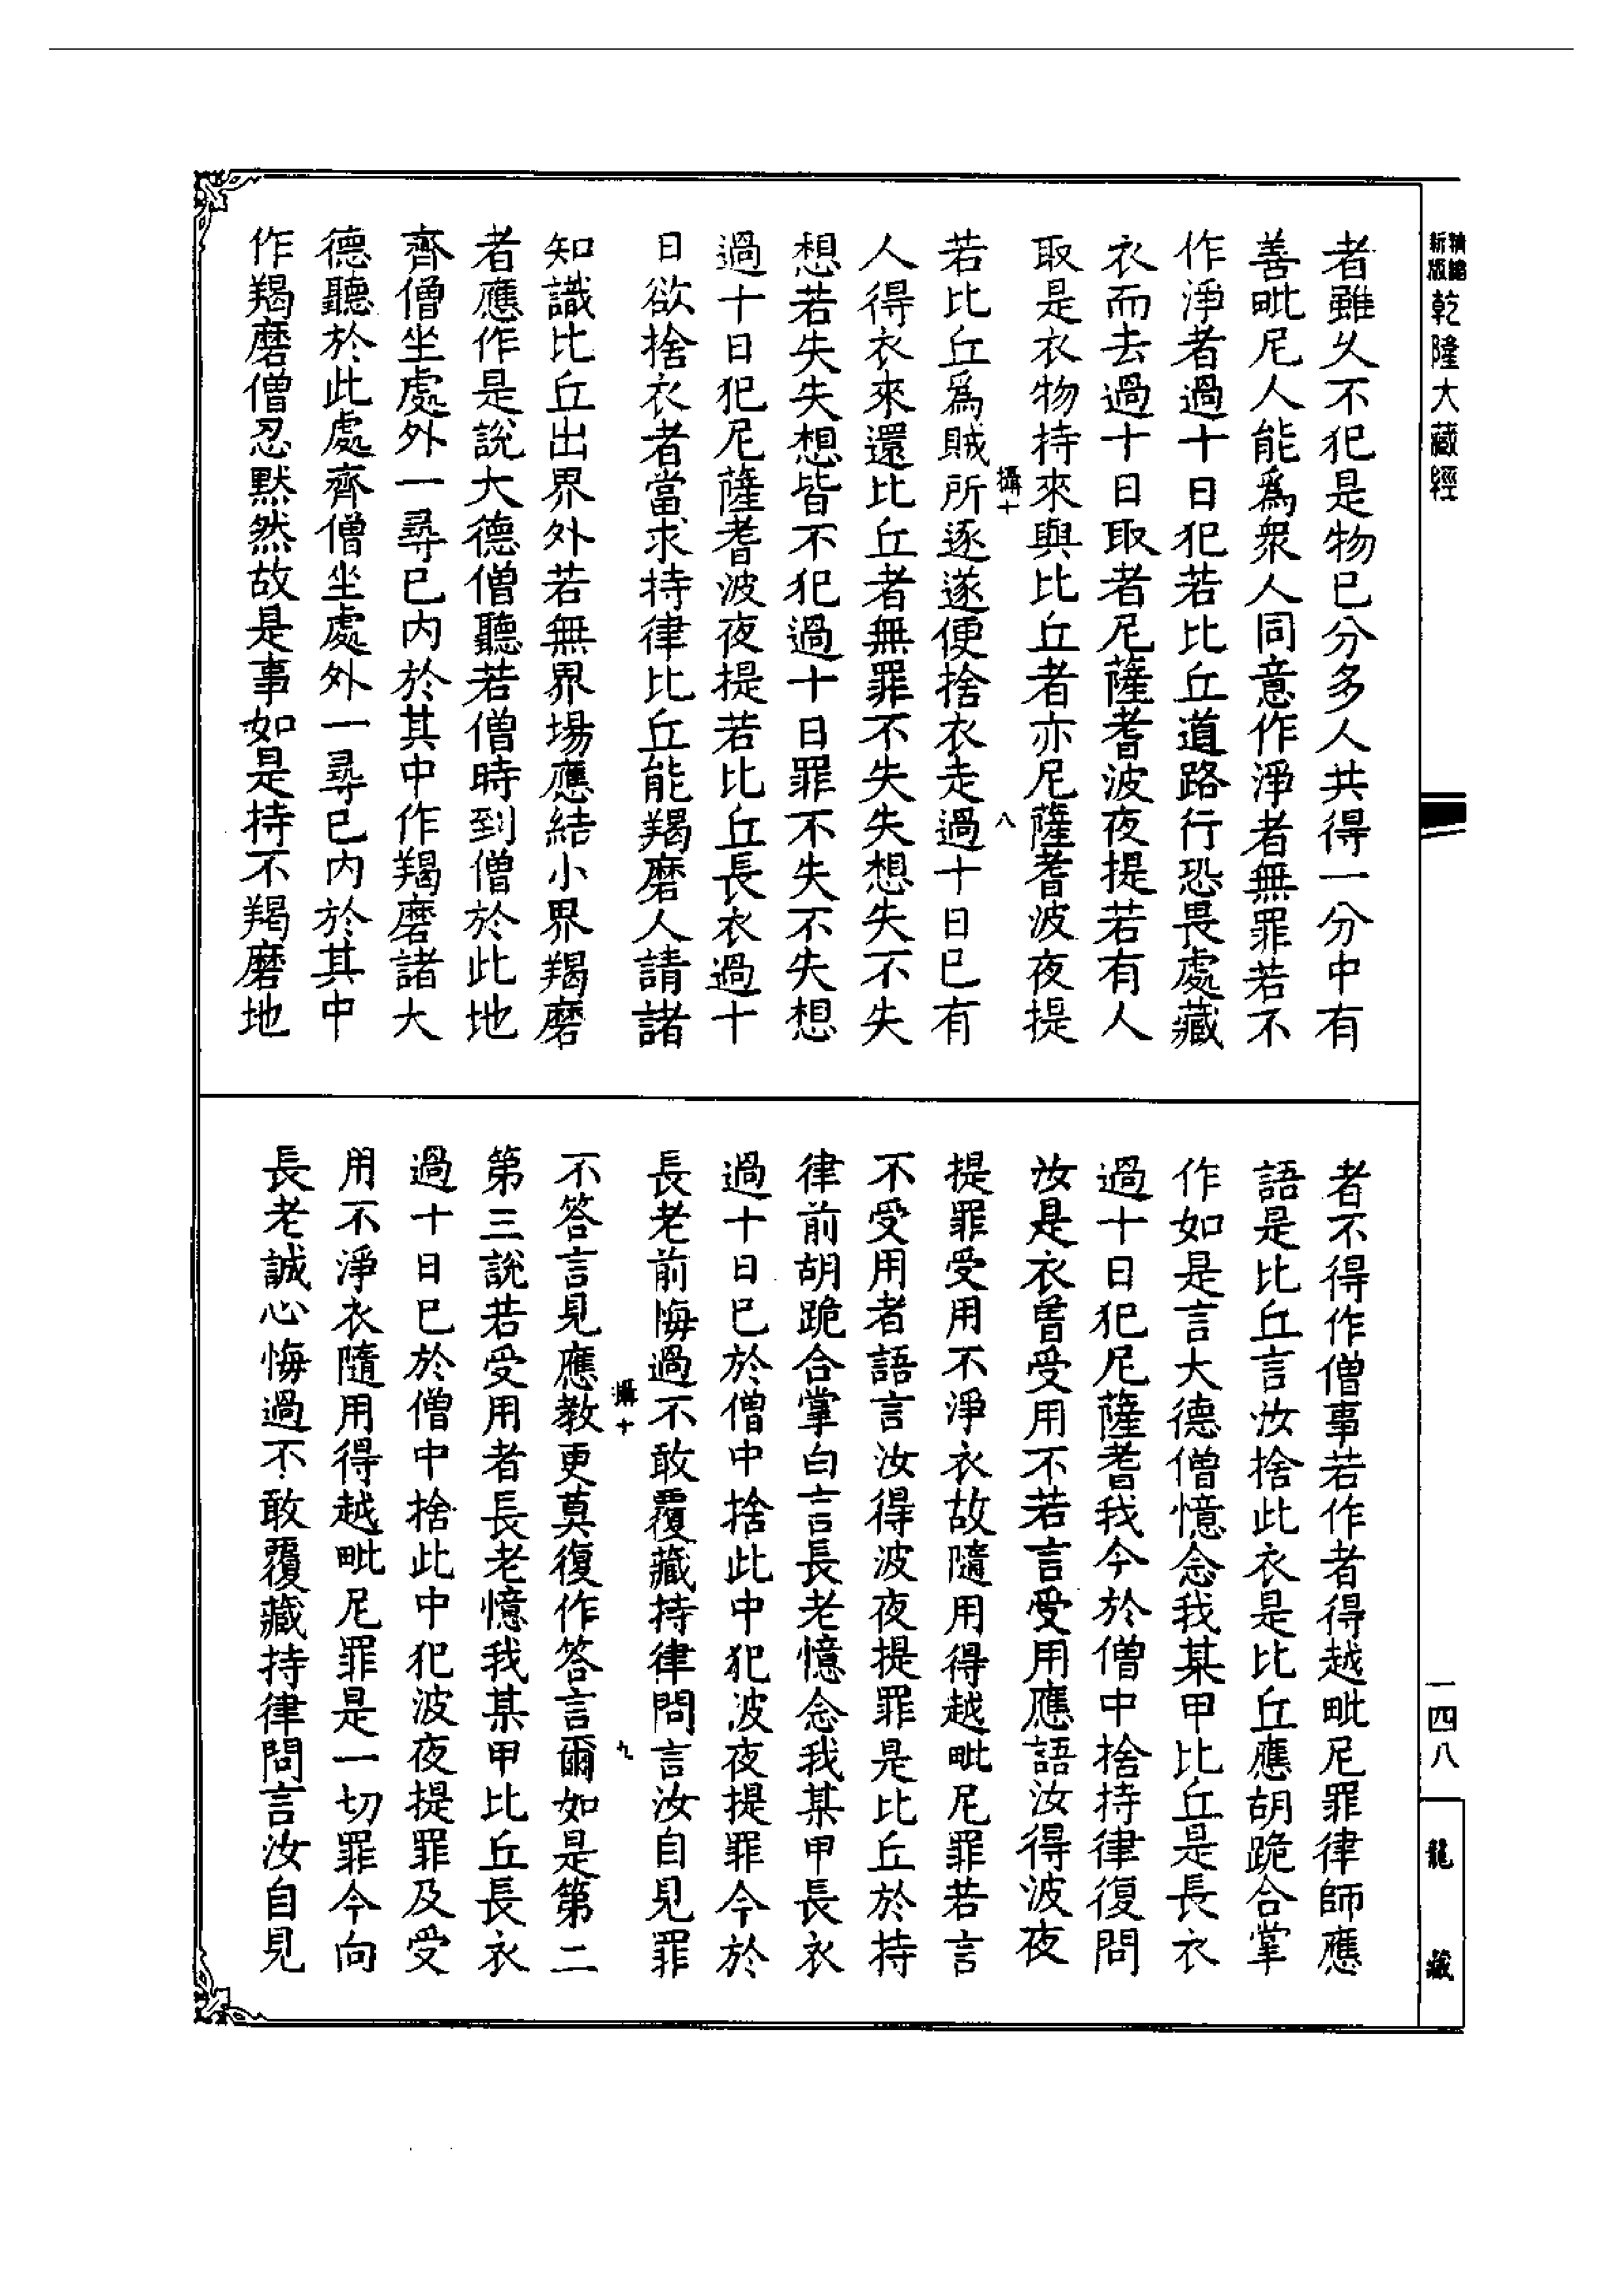 新版
精縮
乾隆大藏經
一四八
龍藏
者雖久不犯是物已分多人共得一分中有
善毗尼人能爲衆人同意作淨者無罪若不
作淨者過十日犯若比丘道路行恐畏處藏
衣而去過十日取者尼薩耆波夜提若有人
取是衣物持來與比丘者亦尼薩耆波夜提
攝十
八
若比丘爲賊所逐遂便捨衣走過十日已有
人得衣來還比丘者無罪不失失想失不失
想若失失想皆不犯過十日罪不失不失想
過十日犯尼薩耆波夜提若比丘長衣過十
日欲捨衣者當求持律比丘能羯磨人請諸
知識比丘出界外若無界場應結小界羯磨
者應作是說大德僧聽若僧時到僧於此地
齊僧坐處外一尋已內於其中作羯磨諸大
德聽於此處齊僧坐處外一尋已內於其中
作羯磨僧忍默然故是事如是持不羯磨地
者不得作僧事若作者得越毗尼罪律師應
語是比丘言汝捨此衣是比丘應胡跪合掌
作如是言大德僧憶念我某甲比丘是長衣
過十日犯尼薩耆我今於僧中捨持律復問
汝是衣曾受用不若言受用應語汝得波夜
提罪受用不淨衣故隨用得越毗尼罪若言
不受用者語言汝得波夜提罪是比丘於持
律前胡跪合掌白言長老憶念我某甲長衣
過十日已於僧中捨此中犯波夜提罪今於
長老前悔過不敢覆藏持律問言汝自見罪
攝十
九
不答言見應教更莫復作答言爾如是第二
第三說若受用者長老憶我某甲比丘長衣
過十日已於僧中捨此中犯波夜提罪及受
用不淨衣隨用得越毗尼罪是一切罪今向
長老誠心悔過不敢覆藏持律問言汝自見